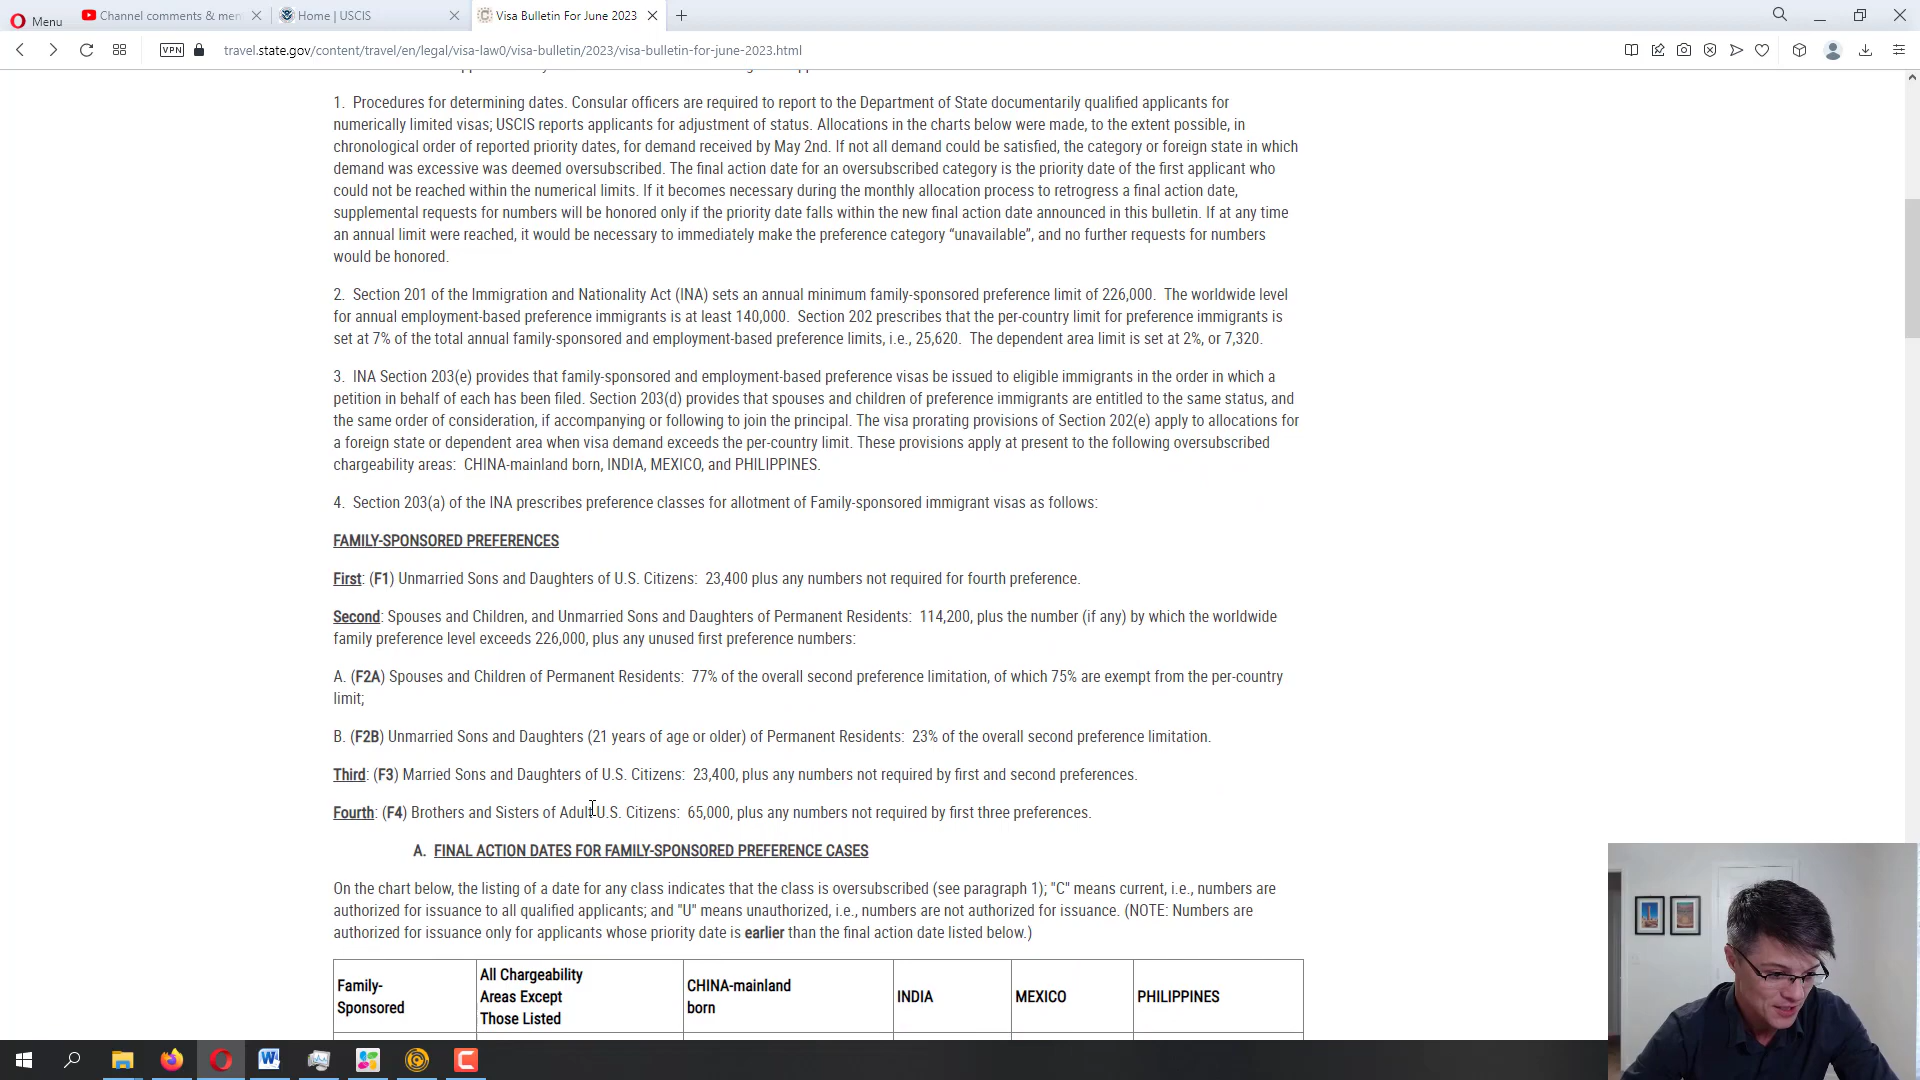 Menu
Channel comments & men
Home | USCIS
Visa Bulletin For June 2023
VPN
travel.state.gov/content/travel/en/legal/visa-law0/visa-bulletin/2023/visa-bulletin-for-june-2023.html
1. Procedures for determining dates. Consular officers are required to report to the Department of State documentarily qualified applicants for
numerically limited visas; USCIS reports applicants for adjustment of status. Allocations in the charts below were made, to the extent possible, in
chronological order of reported priority dates, for demand received by May 2nd. If not all demand could be satisfied, the category or foreign state in which
demand was excessive was deemed oversubscribed. The final action date for an oversubscribed category is the priority date of the first applicant who
could not be reached within the numerical limits. If it becomes necessary during the monthly allocation process to retrogress a final action date,
supplemental requests for numbers will be honored only if the priority date falls within the new final action date announced in this bulletin. If at any time
an annual limit were reached, it would be necessary to immediately make the preference category “unavailable”, and no further requests for numbers
would be honored.
2. Section 201 of the Immigration and Nationality Act (INA) sets an annual minimum family-sponsored preference limit of 226,000. The worldwide level
for annual employment-based preference immigrants is at least 140,000. Section 202 prescribes that the per-country limit for preference immigrants is
set at 7% of the total annual family-sponsored and employment-based preference limits, i.e., 25,620. The dependent area limit is set at 2%, or 7,320.
3. INA Section 203(e) provides that family-sponsored and employment-based preference visas be issued to eligible immigrants in the order in which a
petition in behalf of each has been filed. Section 203(d) provides that spouses and children of preference immigrants are entitled to the same status, and
the same order of consideration, if accompanying or following to join the principal. The visa prorating provisions of Section 202(e) apply to allocations for
a foreign state or dependent area when visa demand exceeds the per-country limit. These provisions apply at present to the following oversubscribed
chargeability areas: CHINA-mainland born, INDIA, MEXICO, and PHILIPPINES.
4. Section 203(a) of the INA prescribes preference classes for allotment of Family-sponsored immigrant visas as follows:
FAMILY-SPONSORED PREFERENCES
First: (F1) Unmarried Sons and Daughters of U.S. Citizens: 23,400 plus any numbers not required for fourth preference.
Second: Spouses and Children, and Unmarried Sons and Daughters of Permanent Residents: 114,200, plus the number (if any) by which the worldwide
family preference level exceeds 226,000, plus any unused first preference numbers:
A. (F2A) Spouses and Children of Permanent Residents: 77% of the overall second preference limitation, of which 75% are exempt from the per-country
limit;
B. (F2B) Unmarried Sons and Daughters (21 years of age or older) of Permanent Residents: 23% of the overall second preference limitation.
Third: (F3) Married Sons and Daughters of U.S. Citizens: 23,400, plus any numbers not required by first and second preferences.
Fourth: (F4) Brothers and Sisters of Adult U.S. Citizens: 65,000, plus any numbers not required by first three preferences.
A. FINAL ACTION DATES FOR FAMILY-SPONSORED PREFERENCE CASES
On the chart below, the listing of a date for any class indicates that the class is oversubscribed (see paragraph 1); "C" means current, i.e., numbers are
authorized for issuance to all qualified applicants; and "U" means unauthorized, i.e., numbers are not authorized for issuance. (NOTE: Numbers are
authorized for issuance only for applicants whose priority date is earlier than the final action date listed below.)
Family-
Sponsored
All Chargeability
Areas Except
Those Listed
CHINA-mainland
born
INDIA
MEXICO
PHILIPPINES